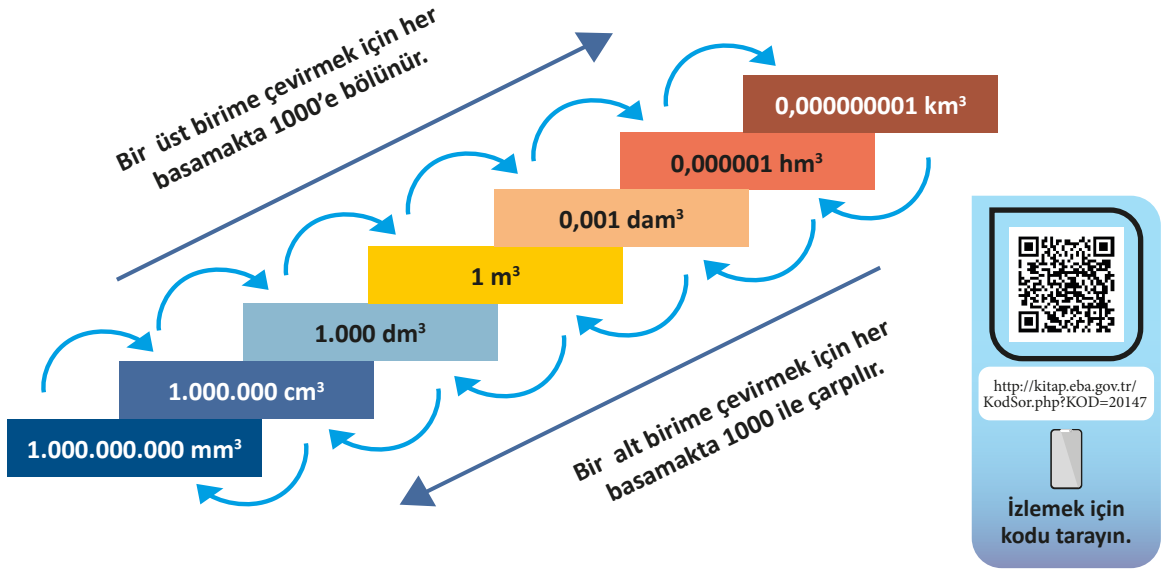 Bir üst birime çevirmek için her
basamakta 1000’e bölünür.
0,000000001 km³
0,000001 hm³
0,001 dam³
1 m³
1.000 dm³
1.000.000 cm³
1.000.000.000 mm³
Bir alt birime çevirmek için her
basamakta 1000 ile çarpılır.
http://kitap.eba.gov.tr/
KodSor.php?KOD=20147
İzlemek için
kodu tarayın.